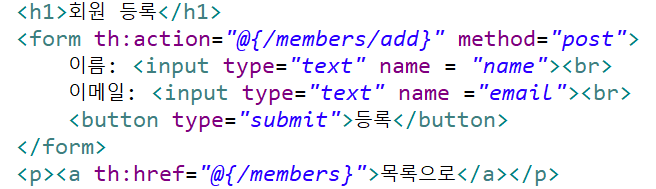 <h1>회원 등록</h1>
<form th:action="@{/members/add}" method="post">
이름: <input type="text" name = "name"><br>
이메일: <input type="text" name ="email"><br>
<button type="submit">등록</button>
</form>
<p><a th:href="@{/members}">목록으로</a></p>